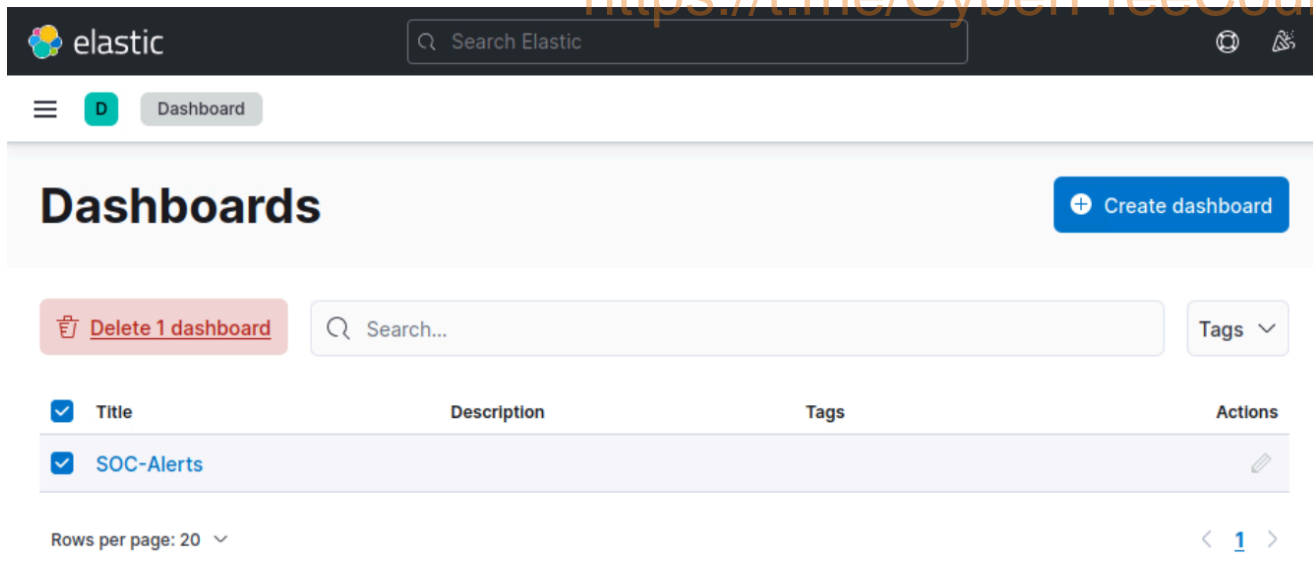 elastic
Search Elastic
D
Dashboard
Dashboards
Create dashboard
Delete 1 dashboard
Search...
Tags
Title Description Tags Actions
SOC-Alerts
Rows per page: 20
1